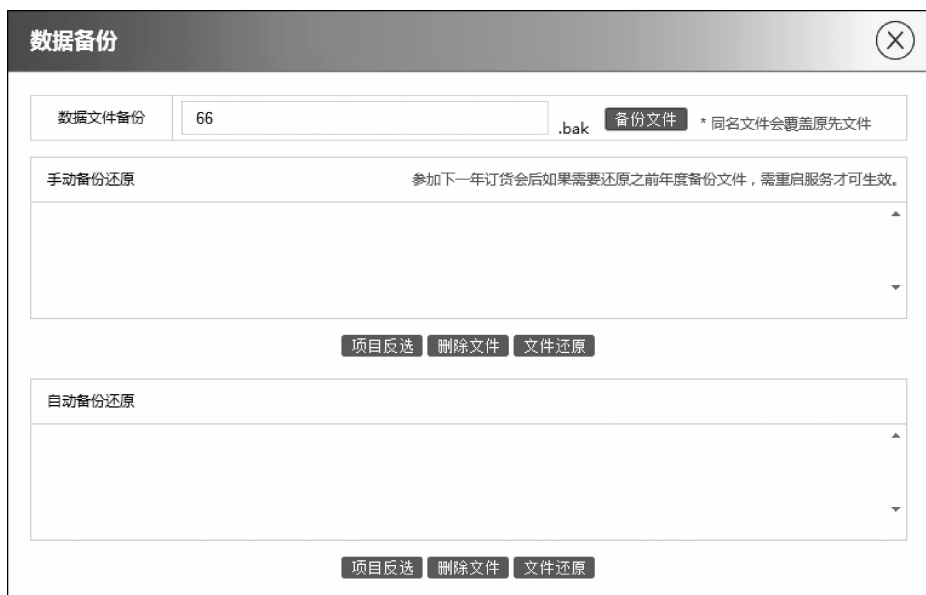 数据备份
数据文件备份 66 .bak 备份文件 * 同名文件会覆盖原先文件
手动备份还原 参加下一年订货会后如果需要还原之前年度备份文件，需重启服务才可生效。
项目反选 删除文件 文件还原
自动备份还原
项目反选 删除文件 文件还原